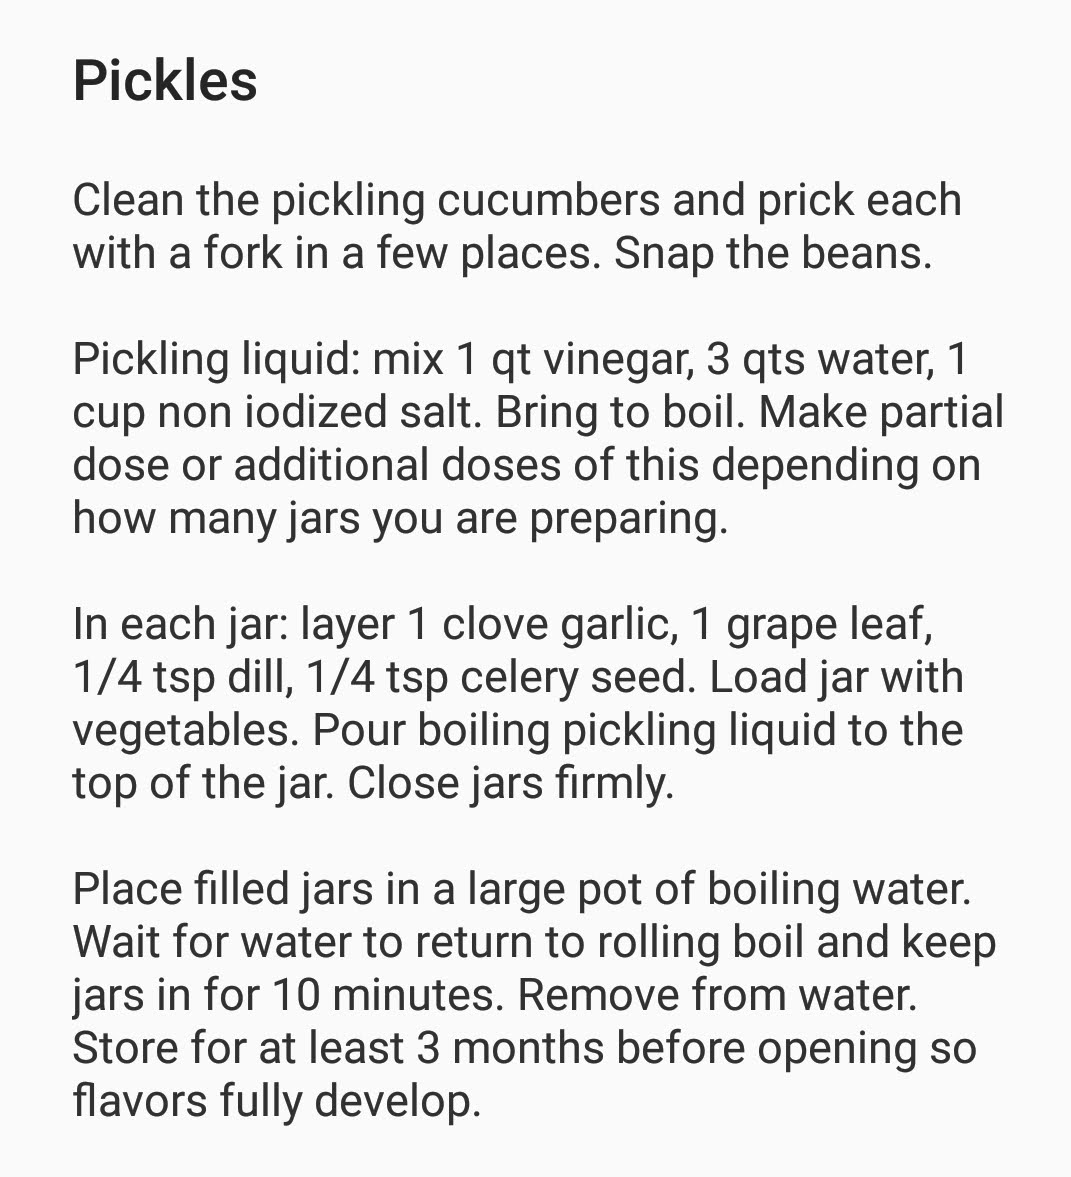 Pickles
Clean the pickling cucumbers and prick each
with a fork in a few places. Snap the beans.
Pickling liquid: mix 1 qt vinegar, 3 qts water, 1
cup non iodized salt. Bring to boil. Make partial
dose or additional doses of this depending on
how many jars you are preparing.
In each jar: layer 1 clove garlic, 1 grape leaf,
1/4 tsp dill, 1/4 tsp celery seed. Load jar with
vegetables. Pour boiling pickling liquid to the
top of the jar. Close jars firmly.
Place filled jars in a large pot of boiling water.
Wait for water to return to rolling boil and keep
jars in for 10 minutes. Remove from water.
Store for at least 3 months before opening so
flavors fully develop.